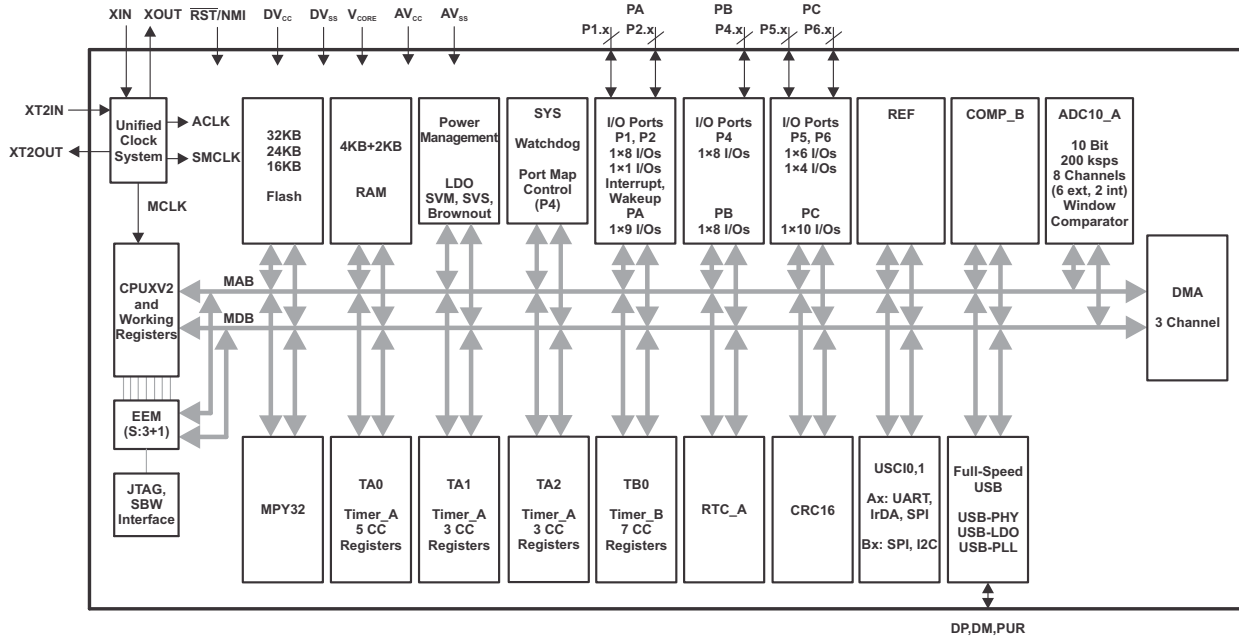 XIN XOUT RST/NMI DVCC DVSS VCORE AVCC AVSS
PA
P1.x P2.x
PB
P4.x
PC
P5.x P6.x
XT2IN
XT2OUT
Unified
Clock
System
ACLK
SMCLK
MCLK
32KB
24KB
16KB
Flash
4KB+2KB
RAM
Power
Management
LDO
SVM, SVS,
Brownout
SYS
Watchdog
Port Map
Control
(P4)
I/O Ports
P1, P2
1×8 I/Os
1×1 I/Os
Interrupt,
Wakeup
PA
1×9 I/Os
I/O Ports
P4
1×8 I/Os
PB
1×8 I/Os
I/O Ports
P5, P6
1×6 I/Os
1×4 I/Os
PC
1×10 I/Os
REF
COMP_B
ADC10_A
10 Bit
200 ksps
8 Channels
(6 ext, 2 int)
Window
Comparator
CPUXV2
and
Working
Registers
MAB
MDB
DMA
3 Channel
EEM
(S:3+1)
JTAG,
SBW
Interface
MPY32
TA0
Timer_A
5 CC
Registers
TA1
Timer_A
3 CC
Registers
TA2
Timer_A
3 CC
Registers
TB0
Timer_B
7 CC
Registers
RTC_A
CRC16
USCI0,1
Ax: UART,
IrDA, SPI
Bx: SPI, I2C
Full-Speed
USB
USB-PHY
USB-LDO
USB-PLL
DP,DM,PUR